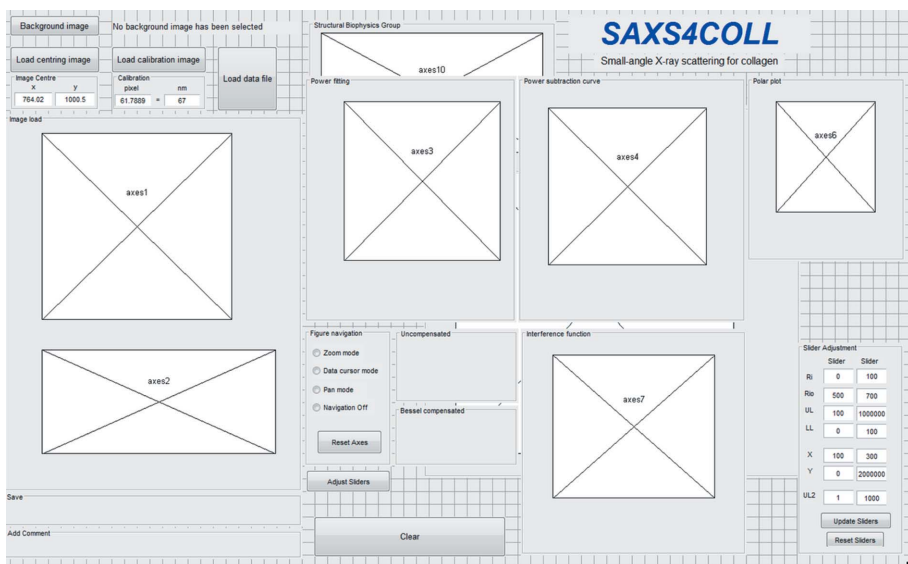 Background image
No background image has been selected
Structural Biophysics Group
SAXS4COLL
Small-angle X-ray scattering for collagen
Load centring image
Load calibration image
Load data file
Image Centre
x y
764.02 1000.5
Calibration
pixel nm
61.7889 = 67
axes10
Power fitting
axes3
Power subtraction curve
axes4
Polar plot
axes6
Image load
axes1
axes2
Figure navigation
Zoom mode
Data cursor mode
Pan mode
Navigation Off
Reset Axes
Uncompensated
Bessel compensated
Interference function
axes7
Slider Adjustment
Slider Slider
Ri 0 100
Rio 500 700
UL 100 1000000
LL 0 100
X 100 300
Y 0 2000000
UL2 1 1000
Update Sliders
Reset Sliders
Adjust Sliders
Save
Add Comment
Clear